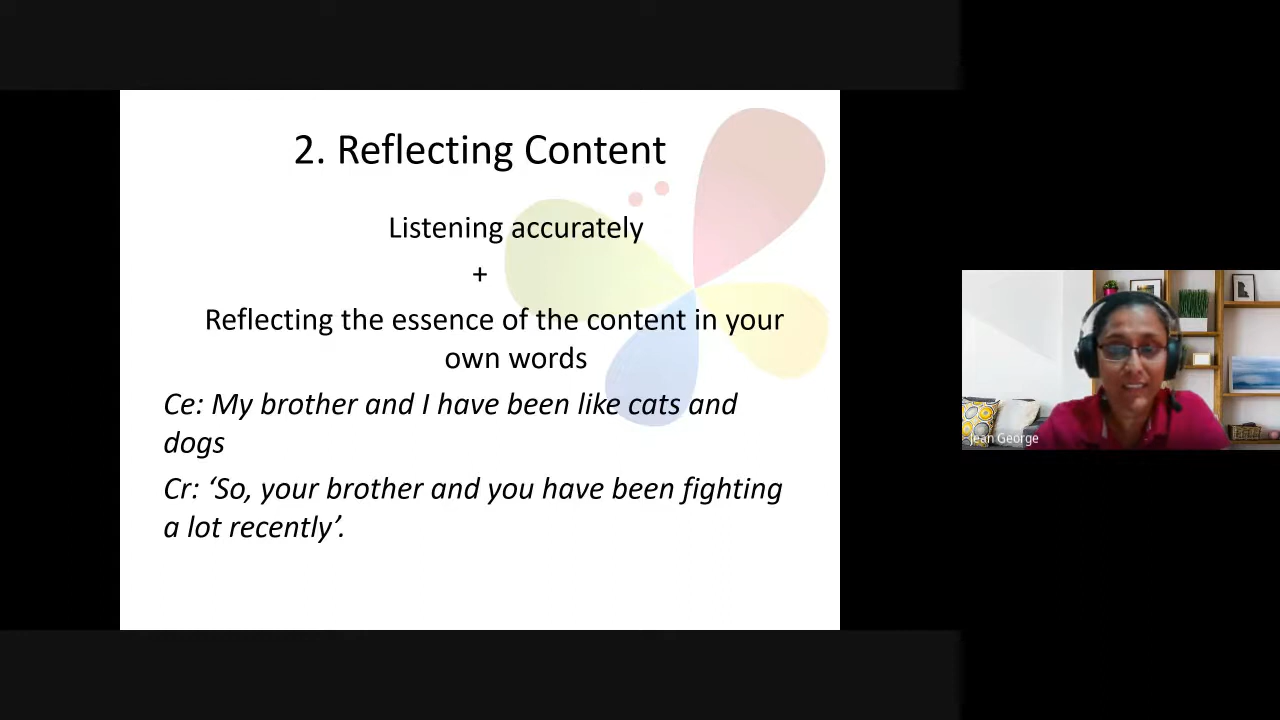 2. Reflecting Content
Listening accurately
+
Reflecting the essence of the content in your
own words
Ce: My brother and I have been like cats and
dogs
Cr: ‘So, your brother and you have been fighting
a lot recently’.
Jean George